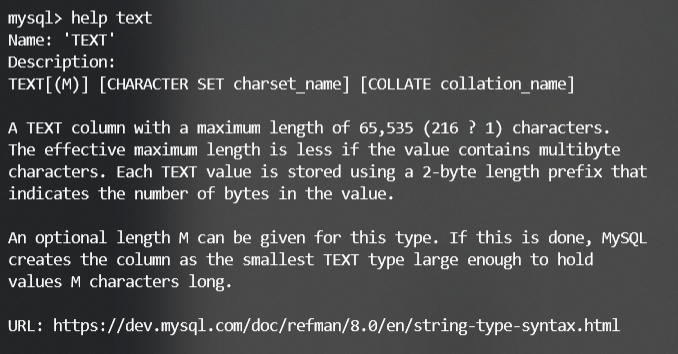 mysql> help text
Name: 'TEXT'
Description:
TEXT[(M)] [CHARACTER SET charset_name] [COLLATE collation_name]
A TEXT column with a maximum length of 65,535 (216 ? 1) characters.
The effective maximum length is less if the value contains multibyte
characters. Each TEXT value is stored using a 2-byte length prefix that
indicates the number of bytes in the value.
An optional length M can be given for this type. If this is done, MySQL
creates the column as the smallest TEXT type large enough to hold
values M characters long.
URL: https://dev.mysql.com/doc/refman/8.0/en/string-type-syntax.html